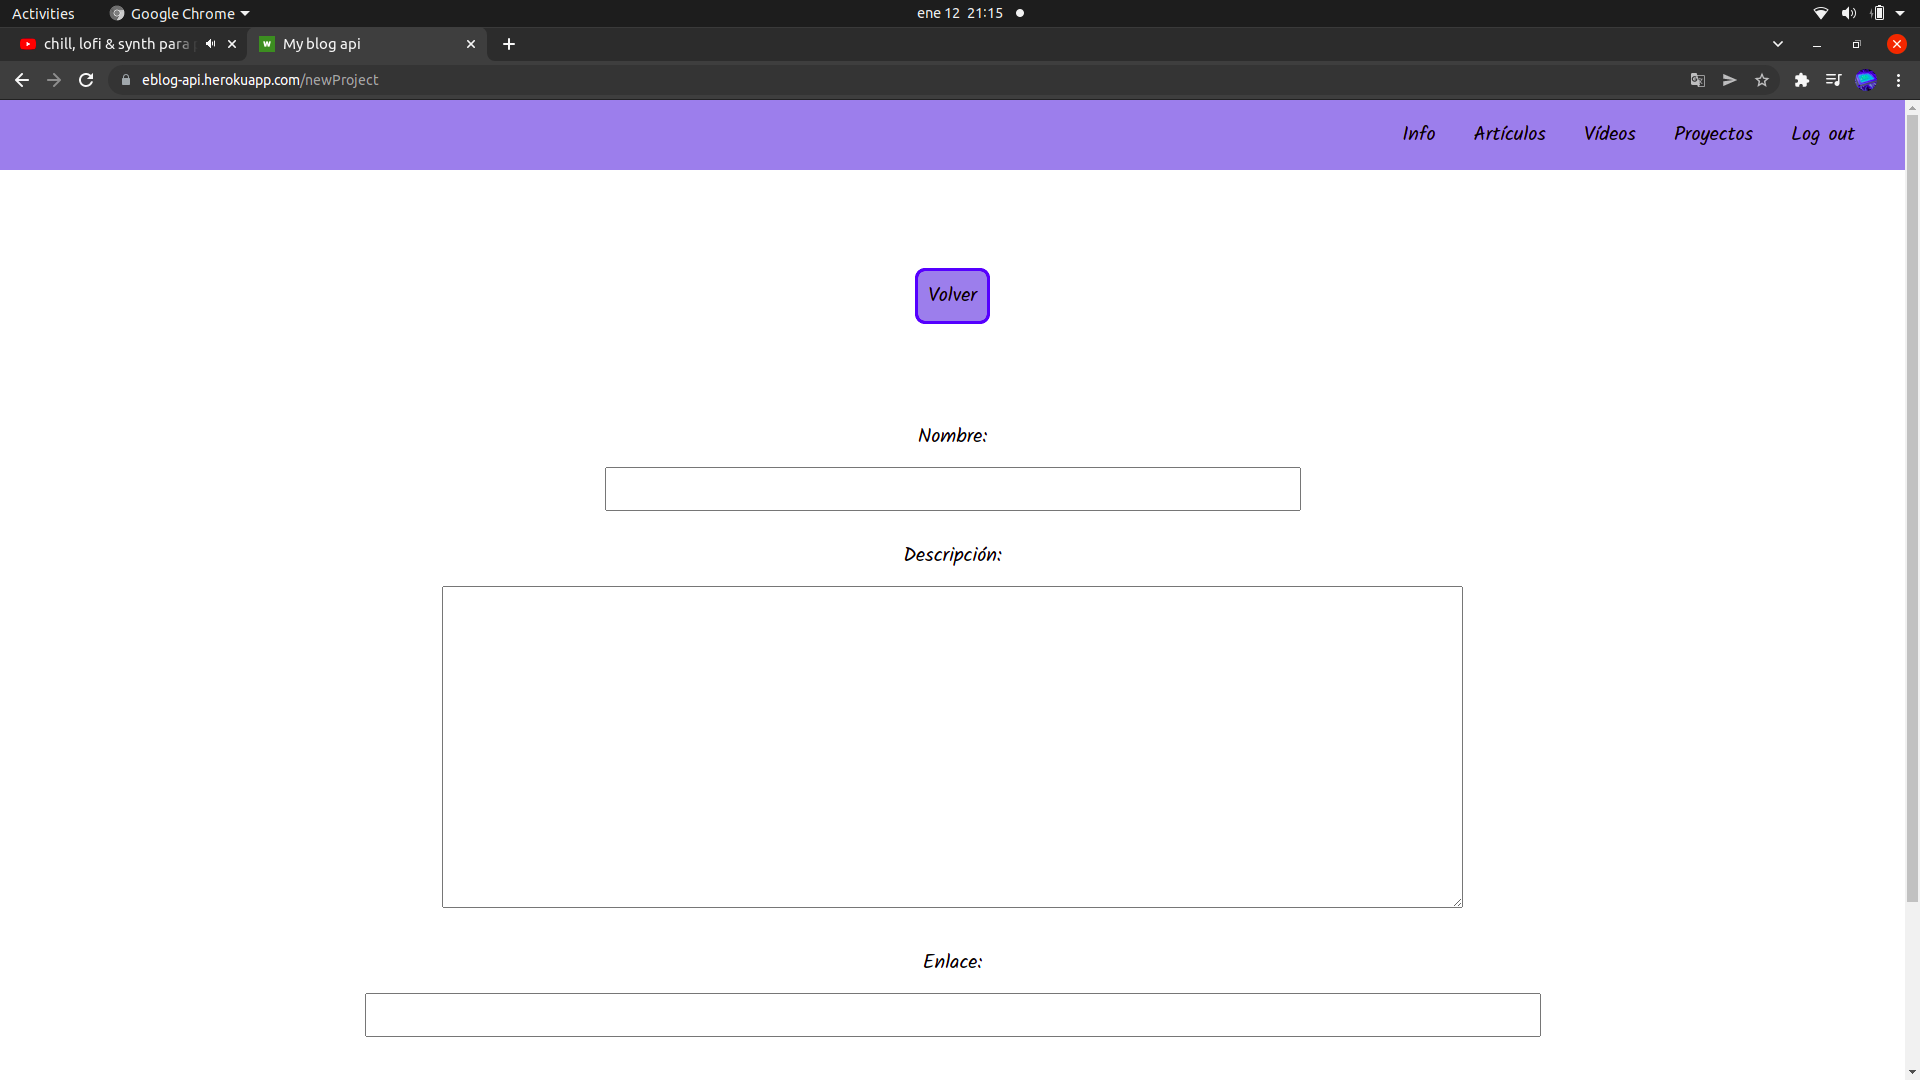 Activities
Google Chrome
ene 12 21:15
chill, lofi & synth para
My blog api
eblog-api.herokuapp.com/newProject
Info
Artículos
Vídeos
Proyectos
Log out
Volver
Nombre:
Descripción:
Enlace: